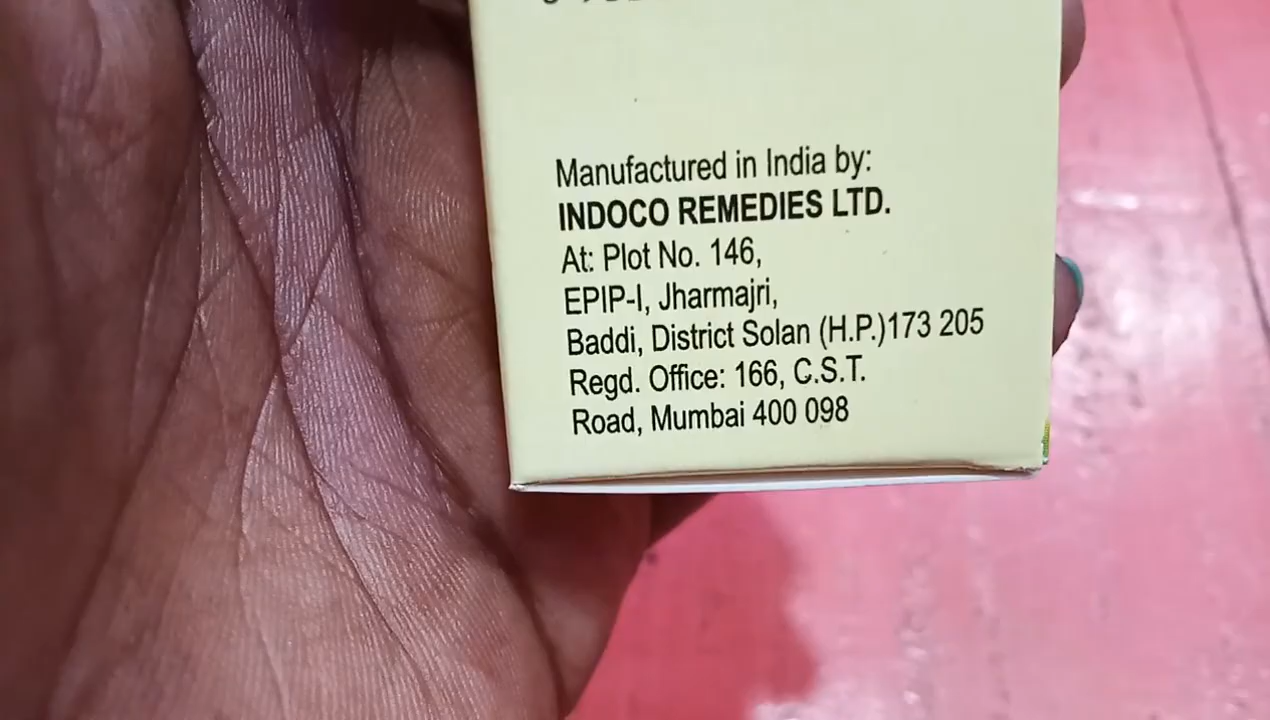 Manufactured in India by:
INDOCO REMEDIES LTD.
At: Plot No. 146,
EPIP-I, Jharmajri,
Baddi, District Solan (H.P.)173 205
Regd. Office: 166, C.S.T.
Road, Mumbai 400 098